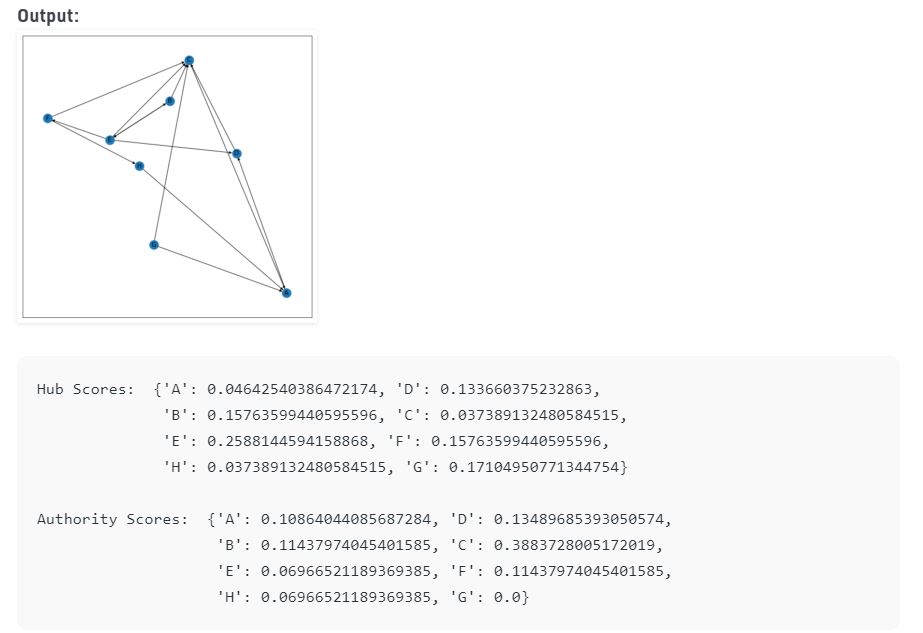 Output:
Hub Scores:  {'A': 0.04642540386472174, 'D': 0.133660375232863,
'B': 0.15763599440595596, 'C': 0.037389132480584515,
'E': 0.2588144594158868, 'F': 0.15763599440595596,
'H': 0.037389132480584515, 'G': 0.17104950771344754}
Authority Scores:  {'A': 0.10864044085687284, 'D': 0.13489685393050574,
'B': 0.11437974045401585, 'C': 0.3883728005172019,
'E': 0.06966521189369385, 'F': 0.11437974045401585,
'H': 0.06966521189369385, 'G': 0.0}